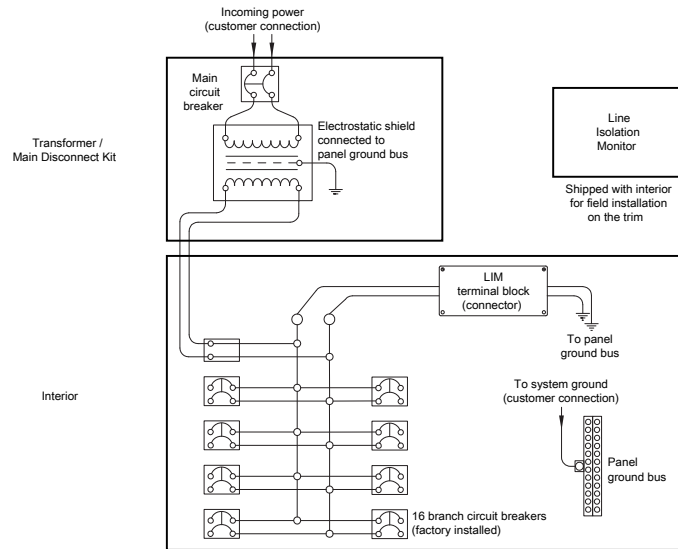 Incoming power
(customer connection)
Main
circuit
breaker
Electrostatic shield
connected to
panel ground bus
Transformer /
Main Disconnect Kit
Line
Isolation
Monitor
Shipped with interior
for field installation
on the trim
LIM
terminal block
(connector)
To panel
ground bus
Interior
To system ground
(customer connection)
Panel
ground bus
16 branch circuit breakers
(factory installed)